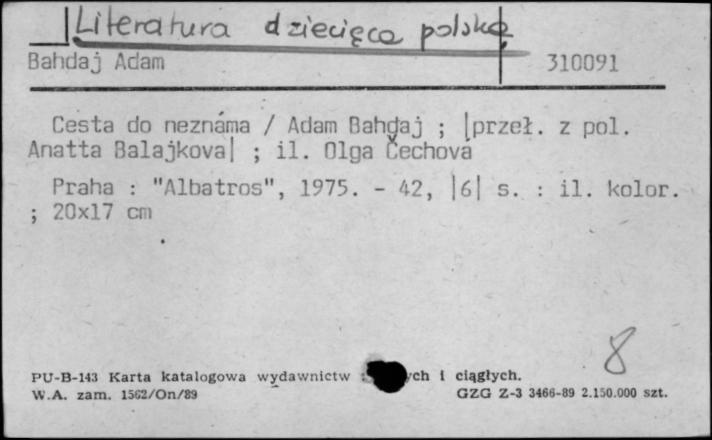 Literatura dziecięca polska
Bahdaj Adam 310091
Cesta do neznáma / Adam Bahdaj ; |przeł. z pol.
Anatta Balajkova| ; il. Olga Čechová
Praha : "Albatros", 1975. - 42, |6| s. : il. kolor.
; 20x17 cm
8
PU-B-143 Karta katalogowa wydawnictw ych i ciągłych.
W.A. zam. 1562/On/89 GZG Z-3 3466-89 2.150.000 szt.